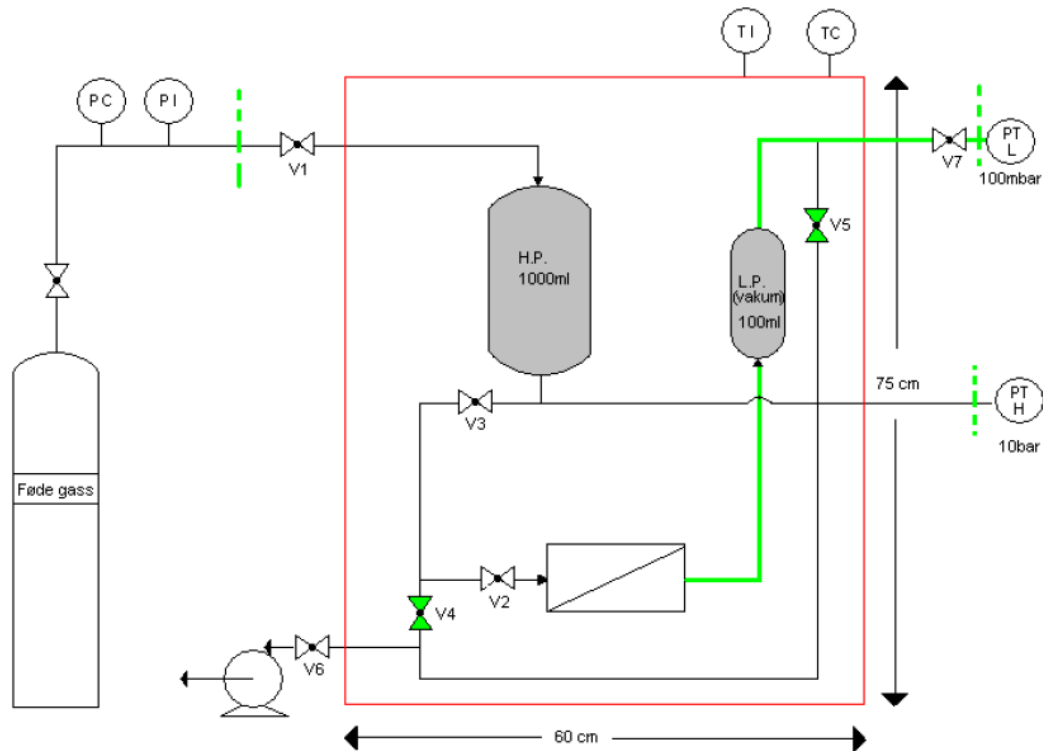 T I
TC
P C
P I
V1
V7
PT
L
100mbar
V5
H.P.
1000ml
L.P.
(vakum)
100ml
75 cm
V3
PT
H
10bar
Føde gass
V2
V4
V6
60 cm